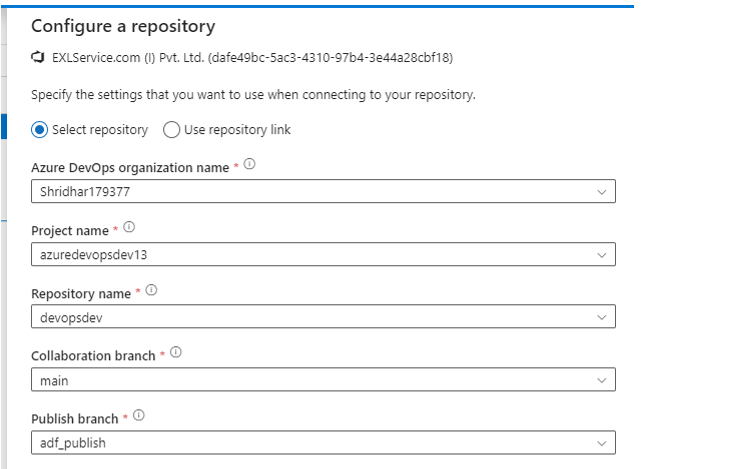 Configure a repository
EXLService.com (I) Pvt. Ltd. (dafe49bc-5ac3-4310-97b4-3e44a28cbf18)
Specify the settings that you want to use when connecting to your repository.
Select repository Use repository link
Azure DevOps organization name *
Shridhar179377
Project name *
azuredevopsdev13
Repository name *
devopsdev
Collaboration branch *
main
Publish branch *
adf_publish